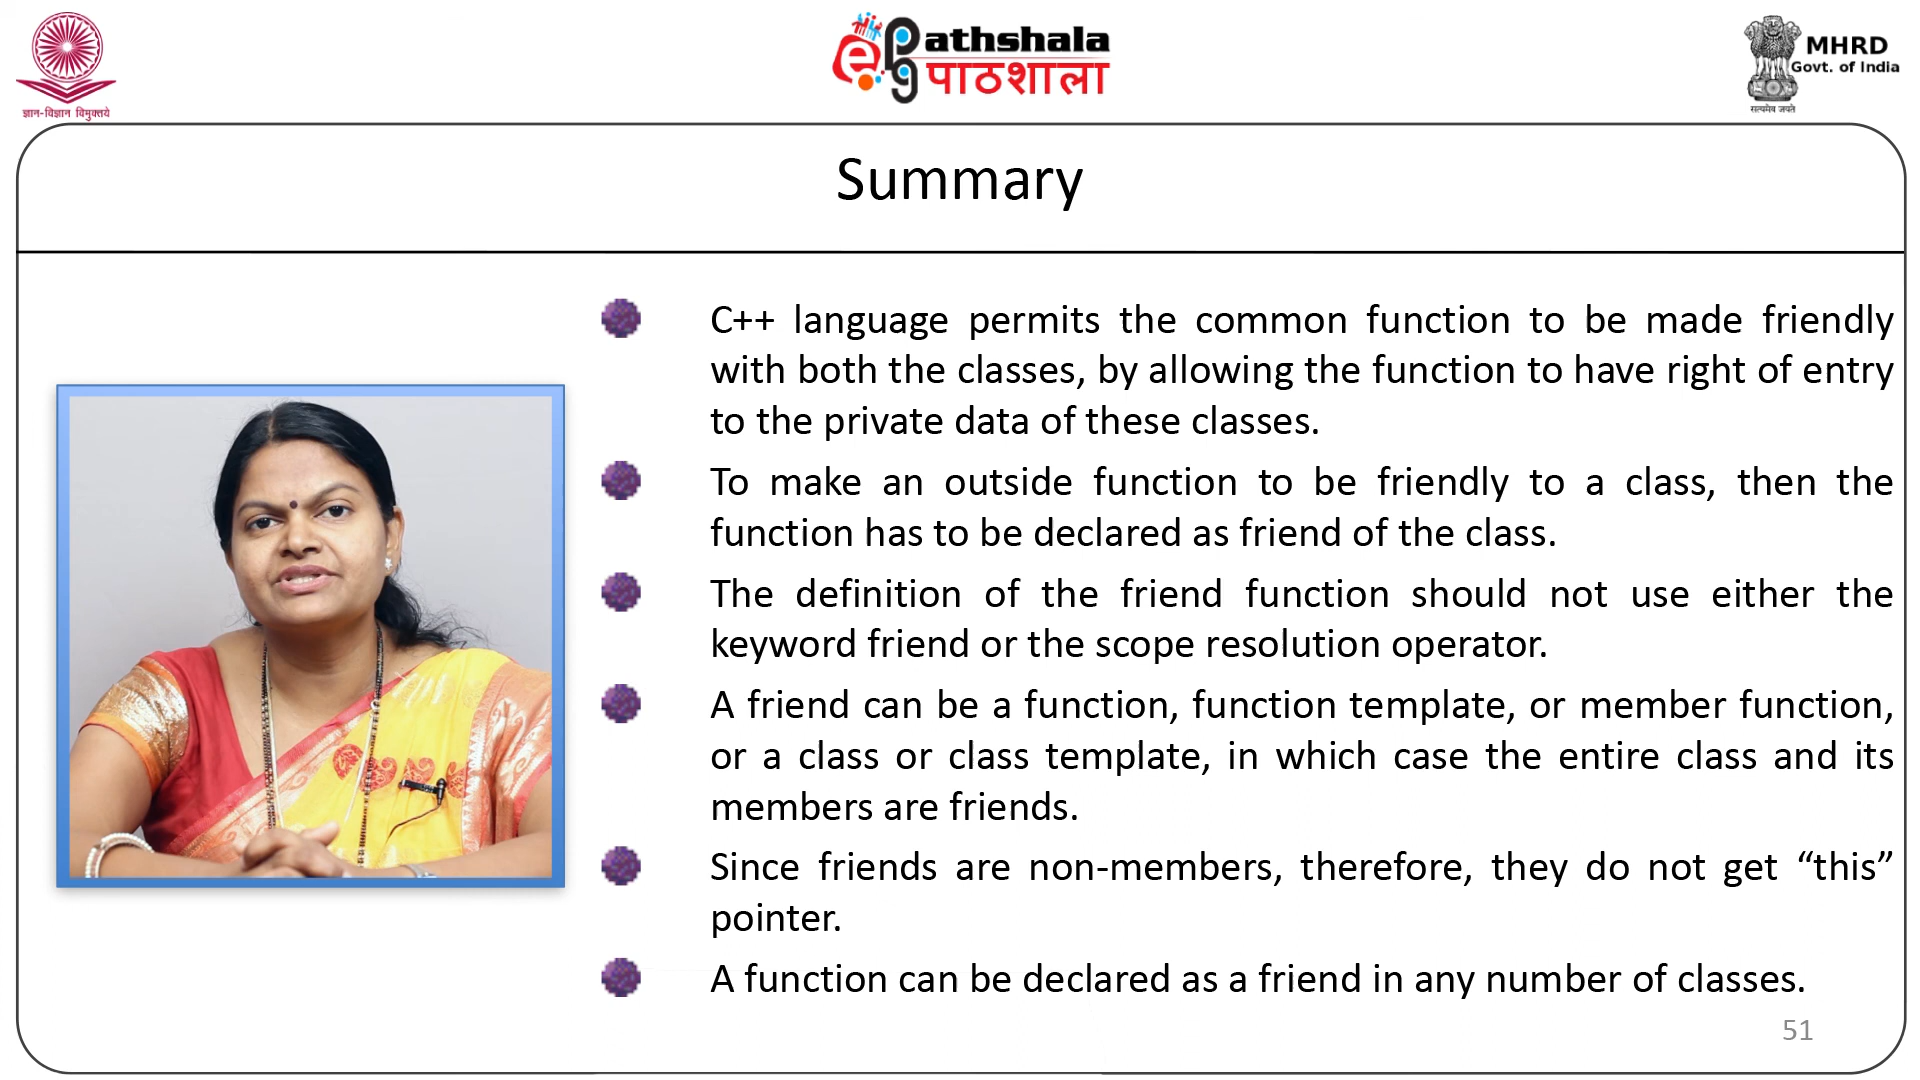 ज्ञान-विज्ञान विमुक्तये
ePathshala
पाठशाला
MHRD
Govt. of India
सत्यमेव जयते
Summary
C++ language permits the common function to be made friendly
with both the classes, by allowing the function to have right of entry
to the private data of these classes.
To make an outside function to be friendly to a class, then the
function has to be declared as friend of the class.
The definition of the friend function should not use either the
keyword friend or the scope resolution operator.
A friend can be a function, function template, or member function,
or a class or class template, in which case the entire class and its
members are friends.
Since friends are non-members, therefore, they do not get “this”
pointer.
A function can be declared as a friend in any number of classes.
51